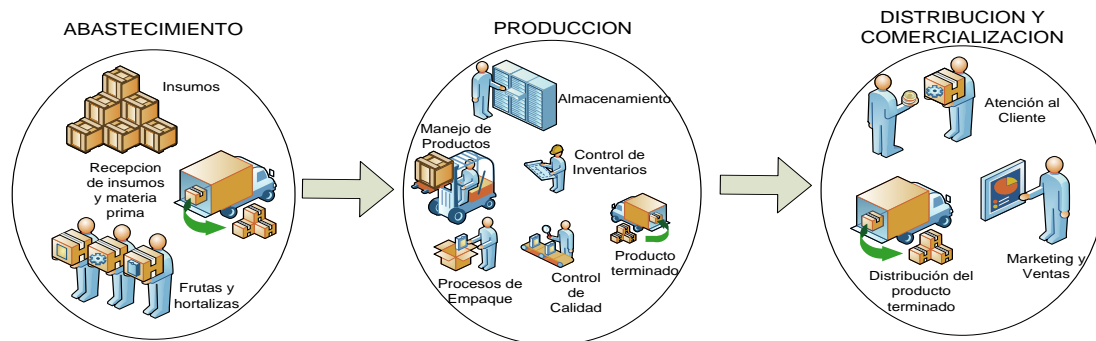 ABASTECIMIENTO
Insumos
Recepcion
de insumos
y materia
prima
Frutas y
hortalizas
PRODUCCION
Almacenamiento
Manejo de
Productos
Control de
Inventarios
Procesos de
Empaque
Control
de
Calidad
Producto
terminado
DISTRIBUCION Y
COMERCIALIZACION
Atención al
Cliente
Distribución del
producto
terminado
Marketing y
Ventas